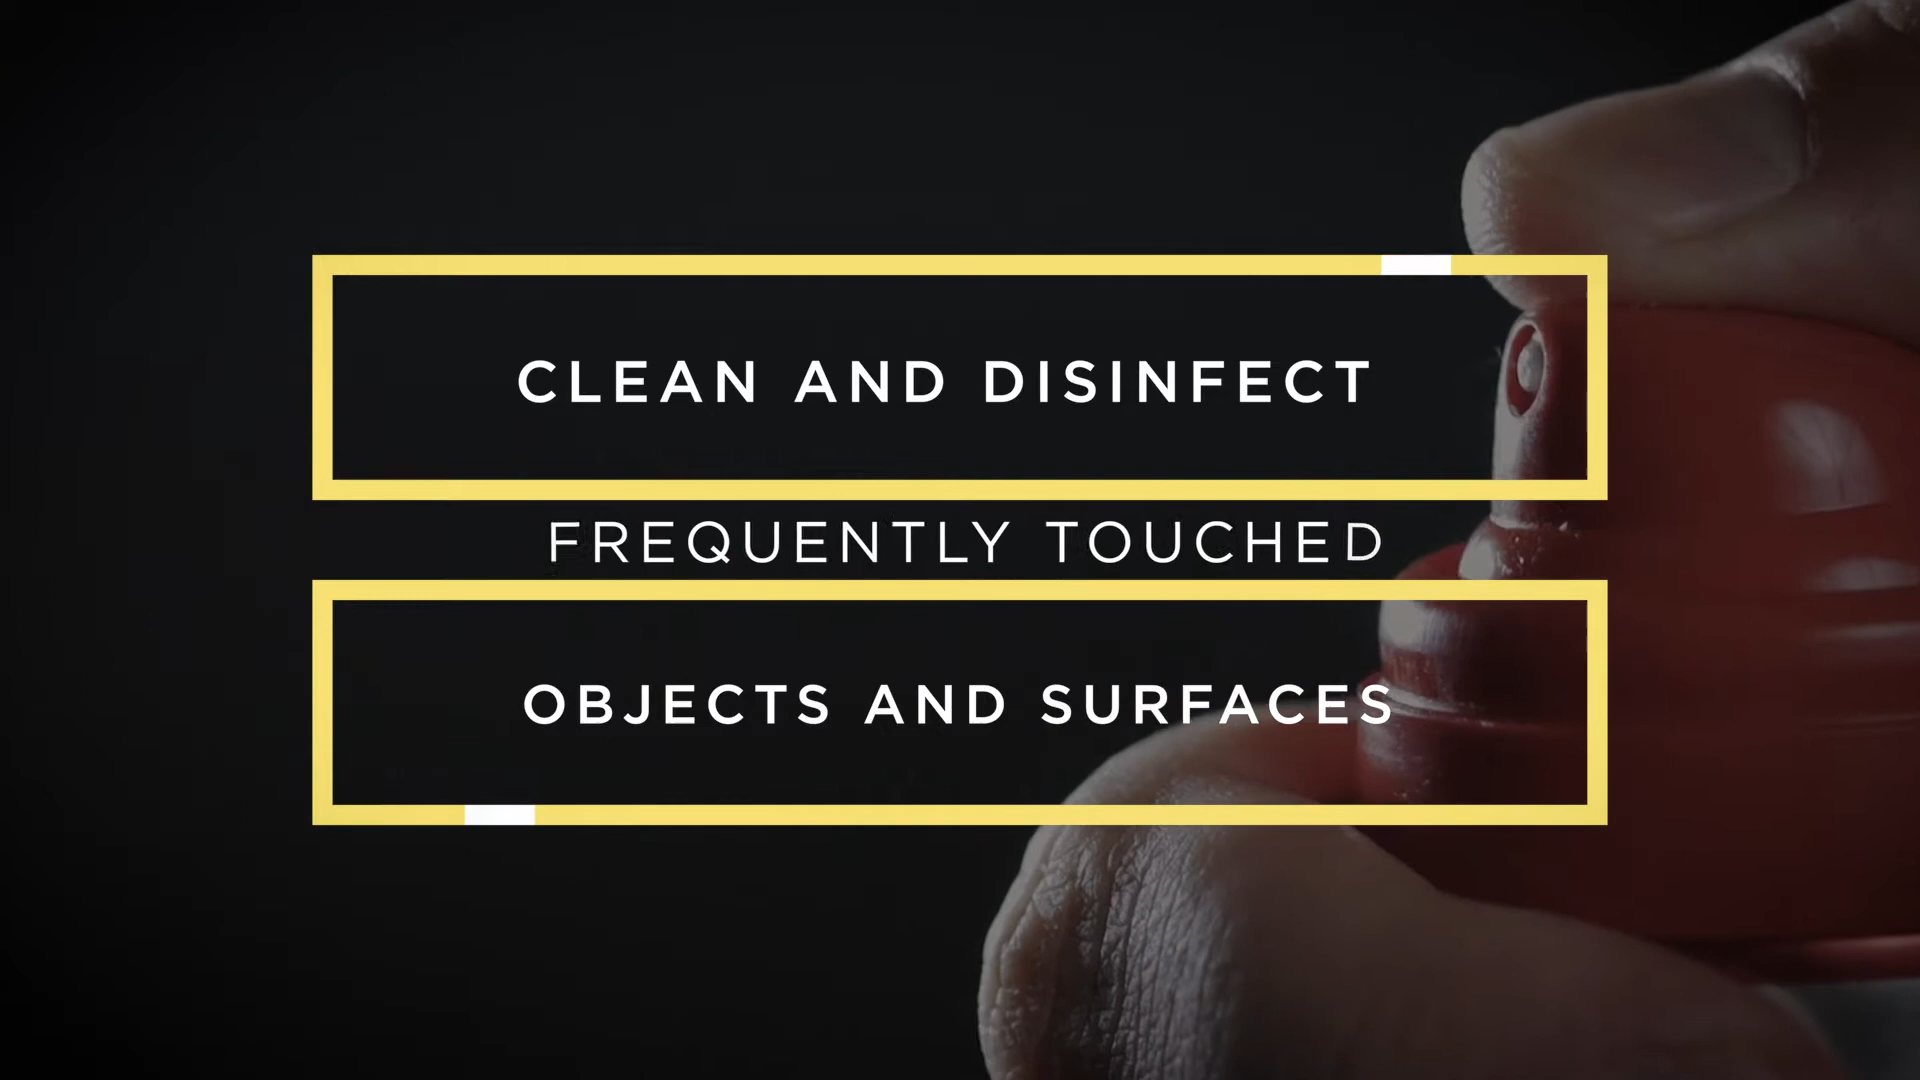 CLEAN AND DISINFECT
FREQUENTLY TOUCHED
OBJECTS AND SURFACES